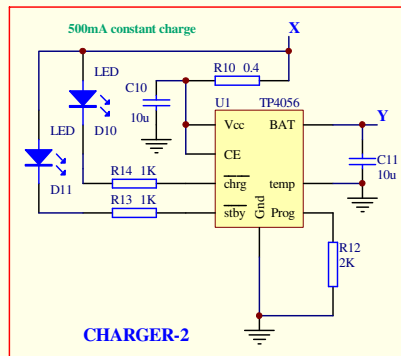 500mA constant charge
X
LED
R10 0.4
C10
10u
U1
TP4056
LED
D10
Vcc
BAT
Y
CE
C11
10u
D11
R14 1K
chrg
temp
R13 1K
stby
Gnd
Prog
R12
2K
CHARGER-2